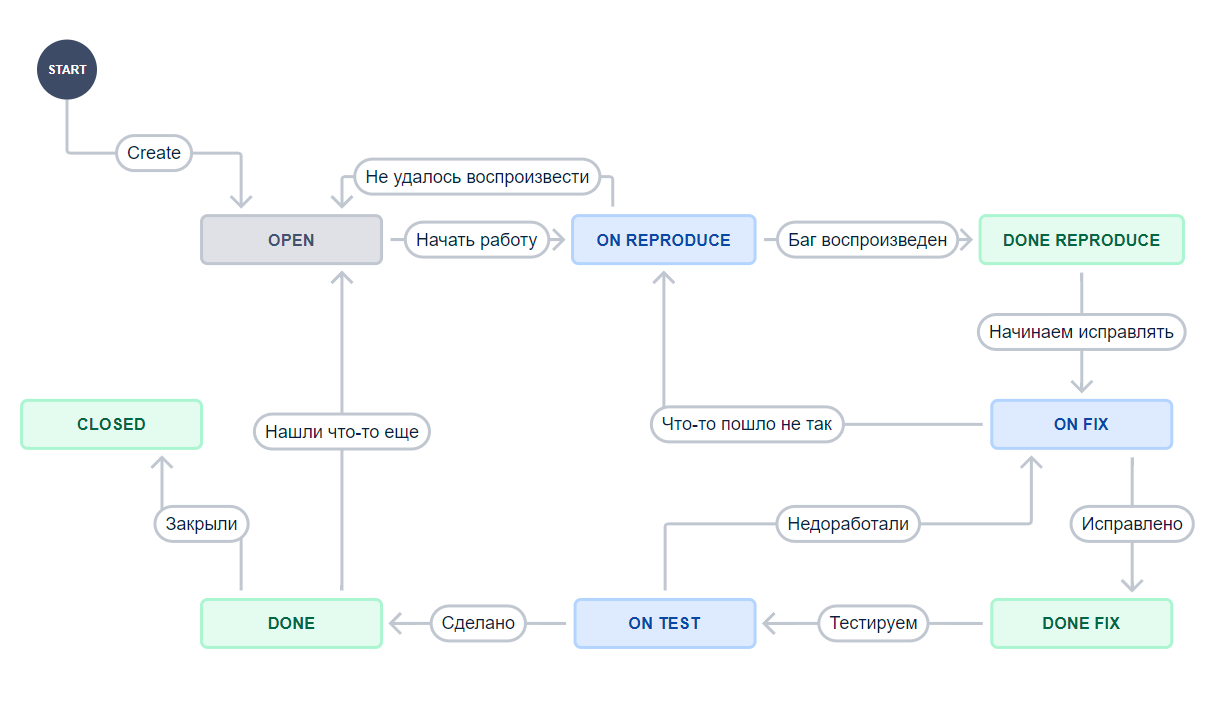 START
Create
Не удалось воспроизвести
OPEN
Начать работу
ON REPRODUCE
Баг воспроизведен
DONE REPRODUCE
Начинаем исправлять
CLOSED
Нашли что-то еще
Что-то пошло не так
ON FIX
Закрыли
Недоработали
Исправлено
DONE
Сделано
ON TEST
Тестируем
DONE FIX